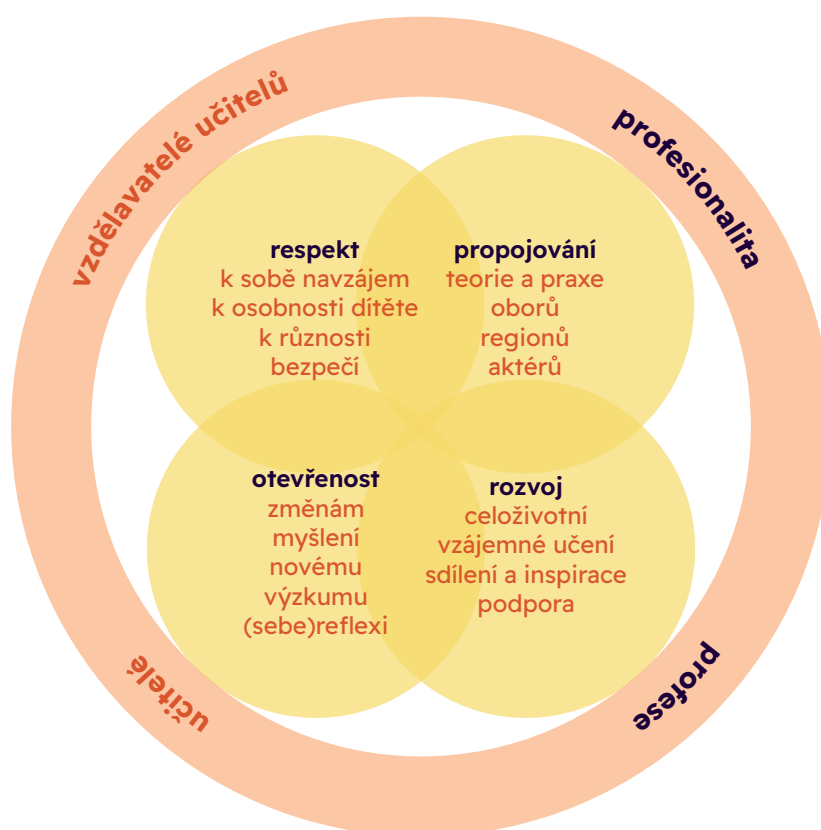 vzdělavatelé učitelů
profesionalita
respekt
k sobě navzájem
k osobnosti dítěte
k různosti
bezpečí
propojování
teorie a praxe
oborů
regionů
aktérů
otevřenost
změnám
myšlení
novému
výzkumu
(sebe)reflexi
rozvoj
celoživotní
vzájemné učení
sdílení a inspirace
podpora
učitelé
profese